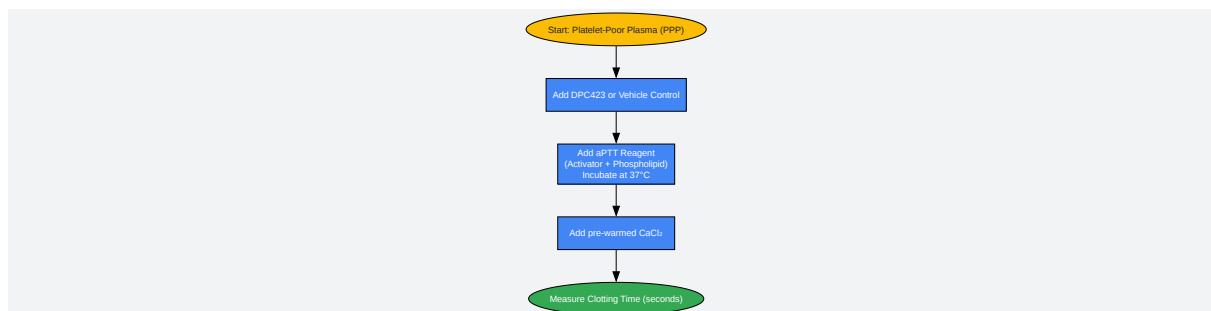 Start: Platelet-Poor Plasma (PPP)
Add DPC423 or Vehicle Control
Add aPTT Reagent
(Activator + Phospholipid)
Incubate at 37°C
Add pre-warmed CaCl₂
Measure Clotting Time (seconds)